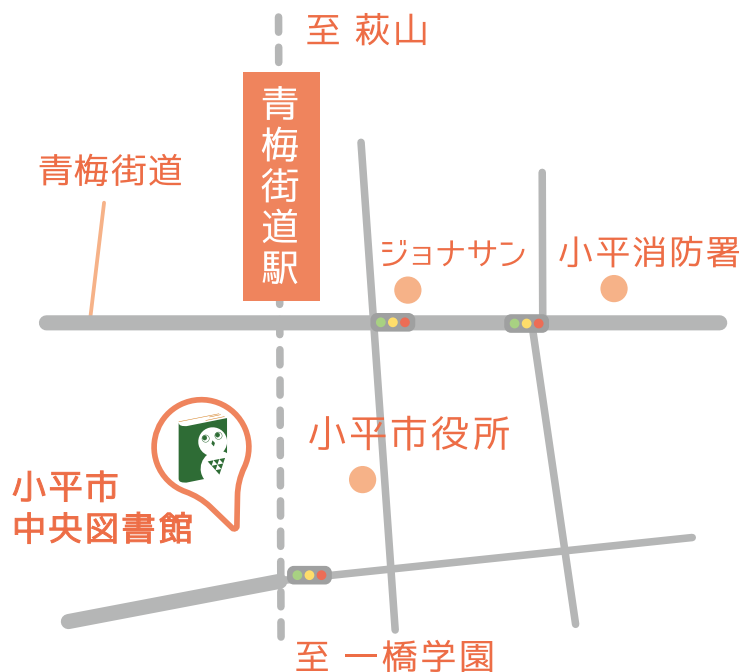 至 萩山
青梅街道駅
青梅街道
ジョナサン
小平消防署
小平市役所
小平市
中央図書館
至 一橋学園